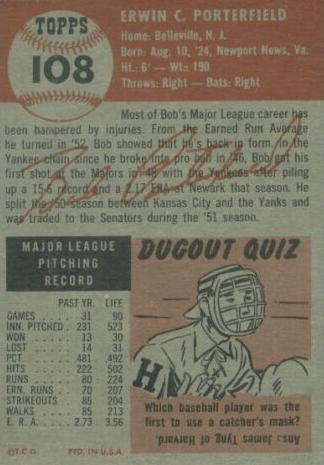 TOPPS
108
ERWIN C. PORTERFIELD
Home: Belleville, N. J.
Born: Aug. 10, '24, Newport News, Va.
Ht.: 6' — Wt.: 190
Throws: Right — Bats: Right
Most of Bob's Major League career has
been hampered by injuries. From the Earned Run Average
he turned in '52, Bob showed that he's back in form. In the
Yankee chain since he broke into pro ball in '46, Bob got his
first shot at the Majors in '48 with the Yankees after piling
up a 15-6 record and a 2.17 ERA at Newark that season. He
split the '50 season between Kansas City and the Yanks and
was traded to the Senators during the '51 season.
Bob Porterfield
MAJOR LEAGUE
PITCHING
RECORD
PAST YR. LIFE
GAMES . . . . 31 90
INN. PITCHED . 231 523
WON . . . . 13 30
LOST . . . . 14 31
PCT. . . . . .481 .492
HITS . . . . 222 502
RUNS . . . . 80 224
ERN. RUNS . . 70 207
STRIKEOUTS . . 85 204
WALKS . . . . 85 213
E. R. A. . . . . 2.73 3.56
©T.C.G. PTD. IN U.S.A.
DUGOUT QUIZ
H
Which baseball player was the
first to use a catcher's mask?
Ans: James Tyng of Harvard.